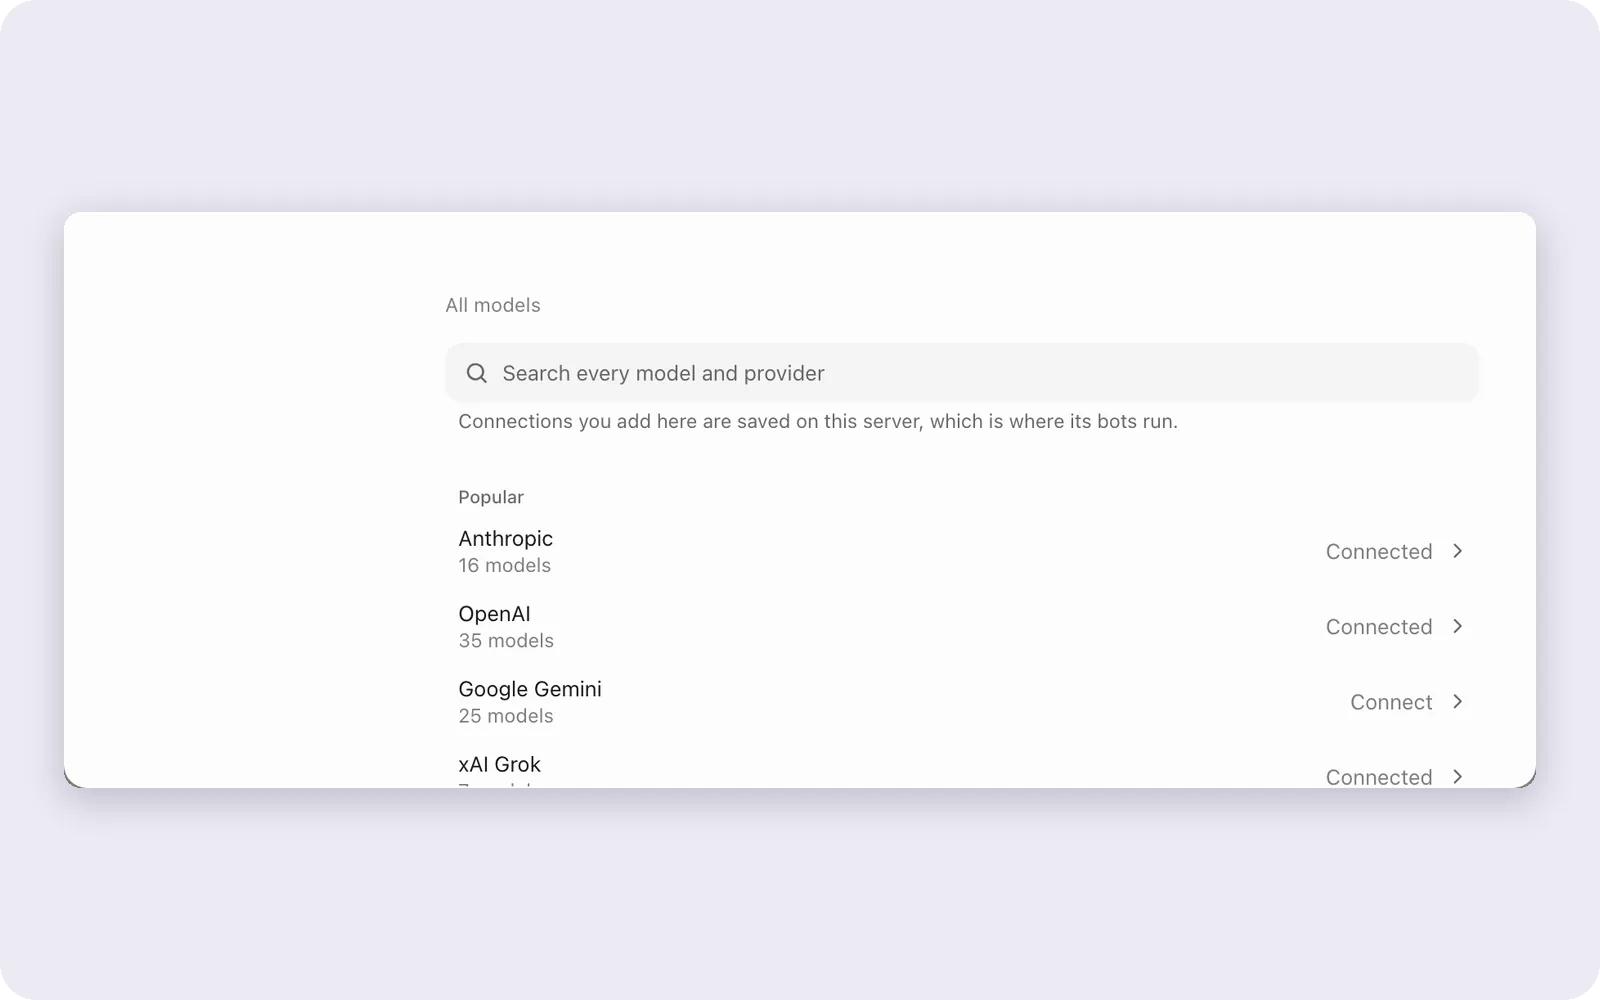 All models
Search every model and provider
Connections you add here are saved on this server, which is where its bots run.
Popular
Anthropic
16 models
Connected
OpenAI
35 models
Connected
Google Gemini
25 models
Connect
xAI Grok
Connected